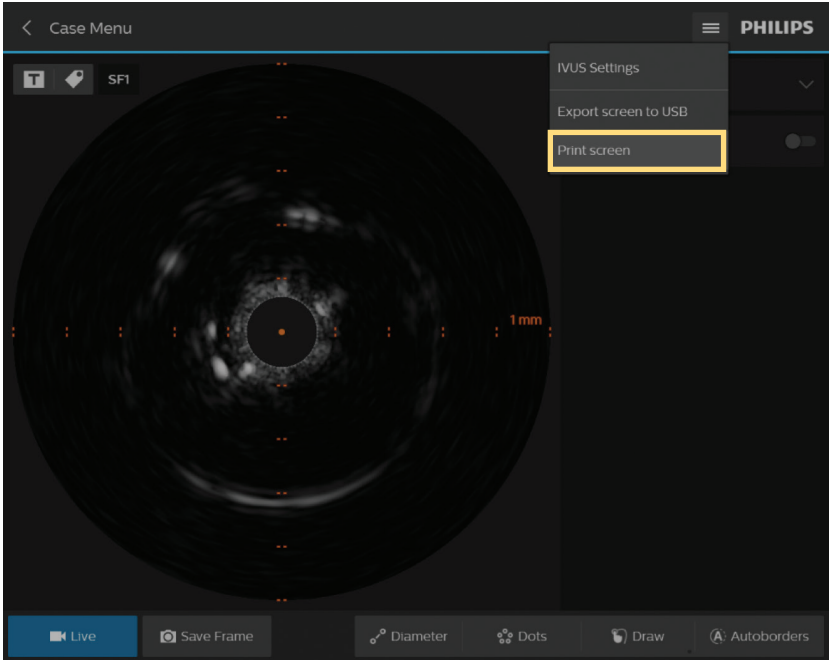 Case Menu
PHILIPS
T
SF1
IVUS Settings
Export screen to USB
Print screen
1 mm
Live
Save Frame
Diameter
Dots
Draw
A Autoborders